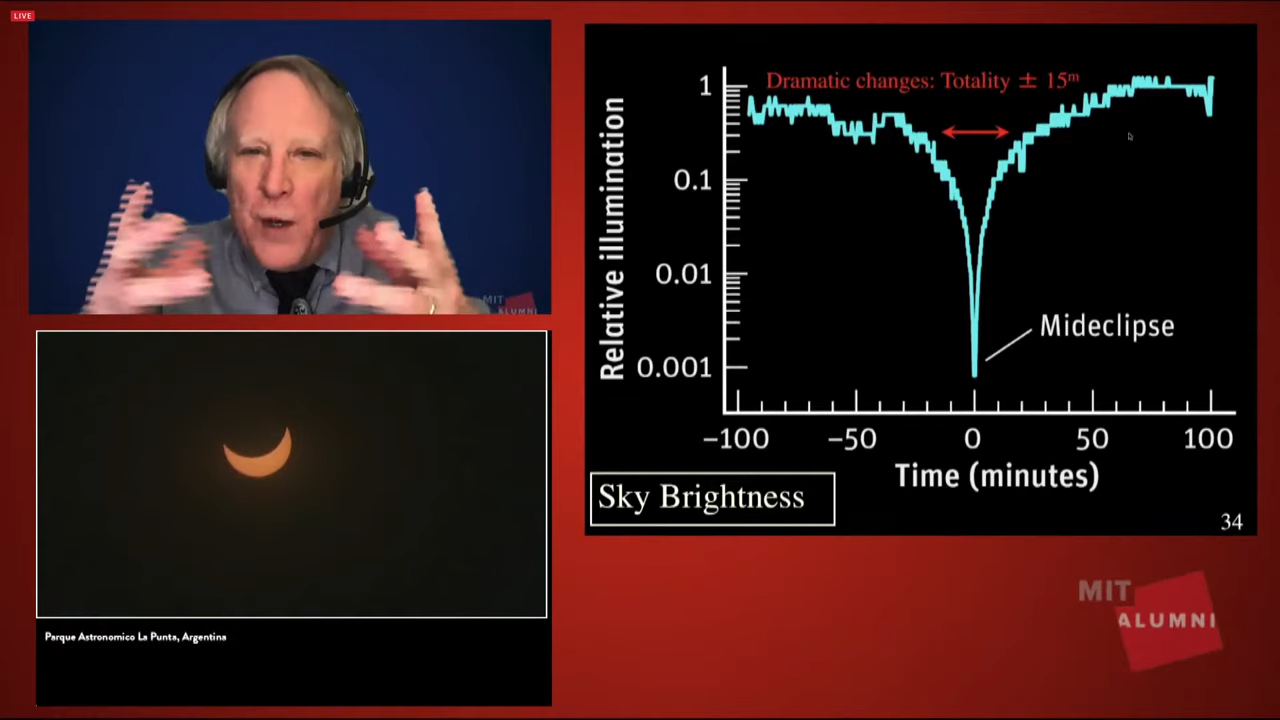 LIVE
MIT
ALUMNI
Parque Astronomico La Punta, Argentina
Dramatic changes: Totality ± 15ᵐ
Relative illumination
1
0.1
0.01
0.001
Mideclipse
−100
−50
0
50
100
Time (minutes)
Sky Brightness
34
MIT
ALUMNI